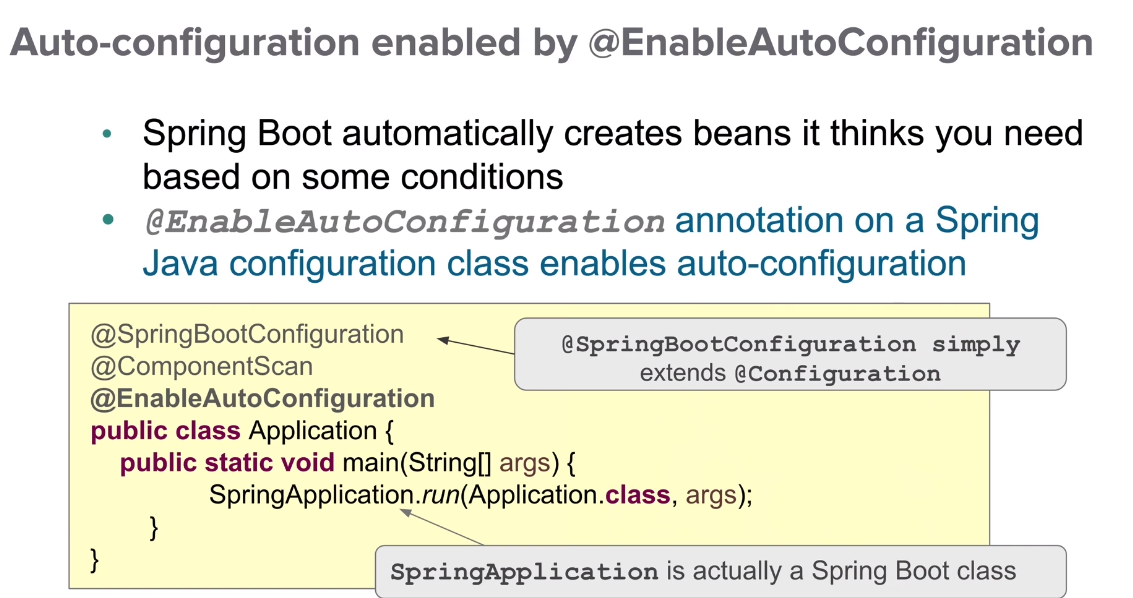 Auto-configuration enabled by @EnableAutoConfiguration
• Spring Boot automatically creates beans it thinks you need
based on some conditions
• @EnableAutoConfiguration annotation on a Spring
Java configuration class enables auto-configuration
@SpringBootConfiguration
@SpringBootConfiguration simply
extends @Configuration
@ComponentScan
@EnableAutoConfiguration
public class Application {
public static void main(String[] args) {
SpringApplication.run(Application.class, args);
}
}
SpringApplication is actually a Spring Boot class